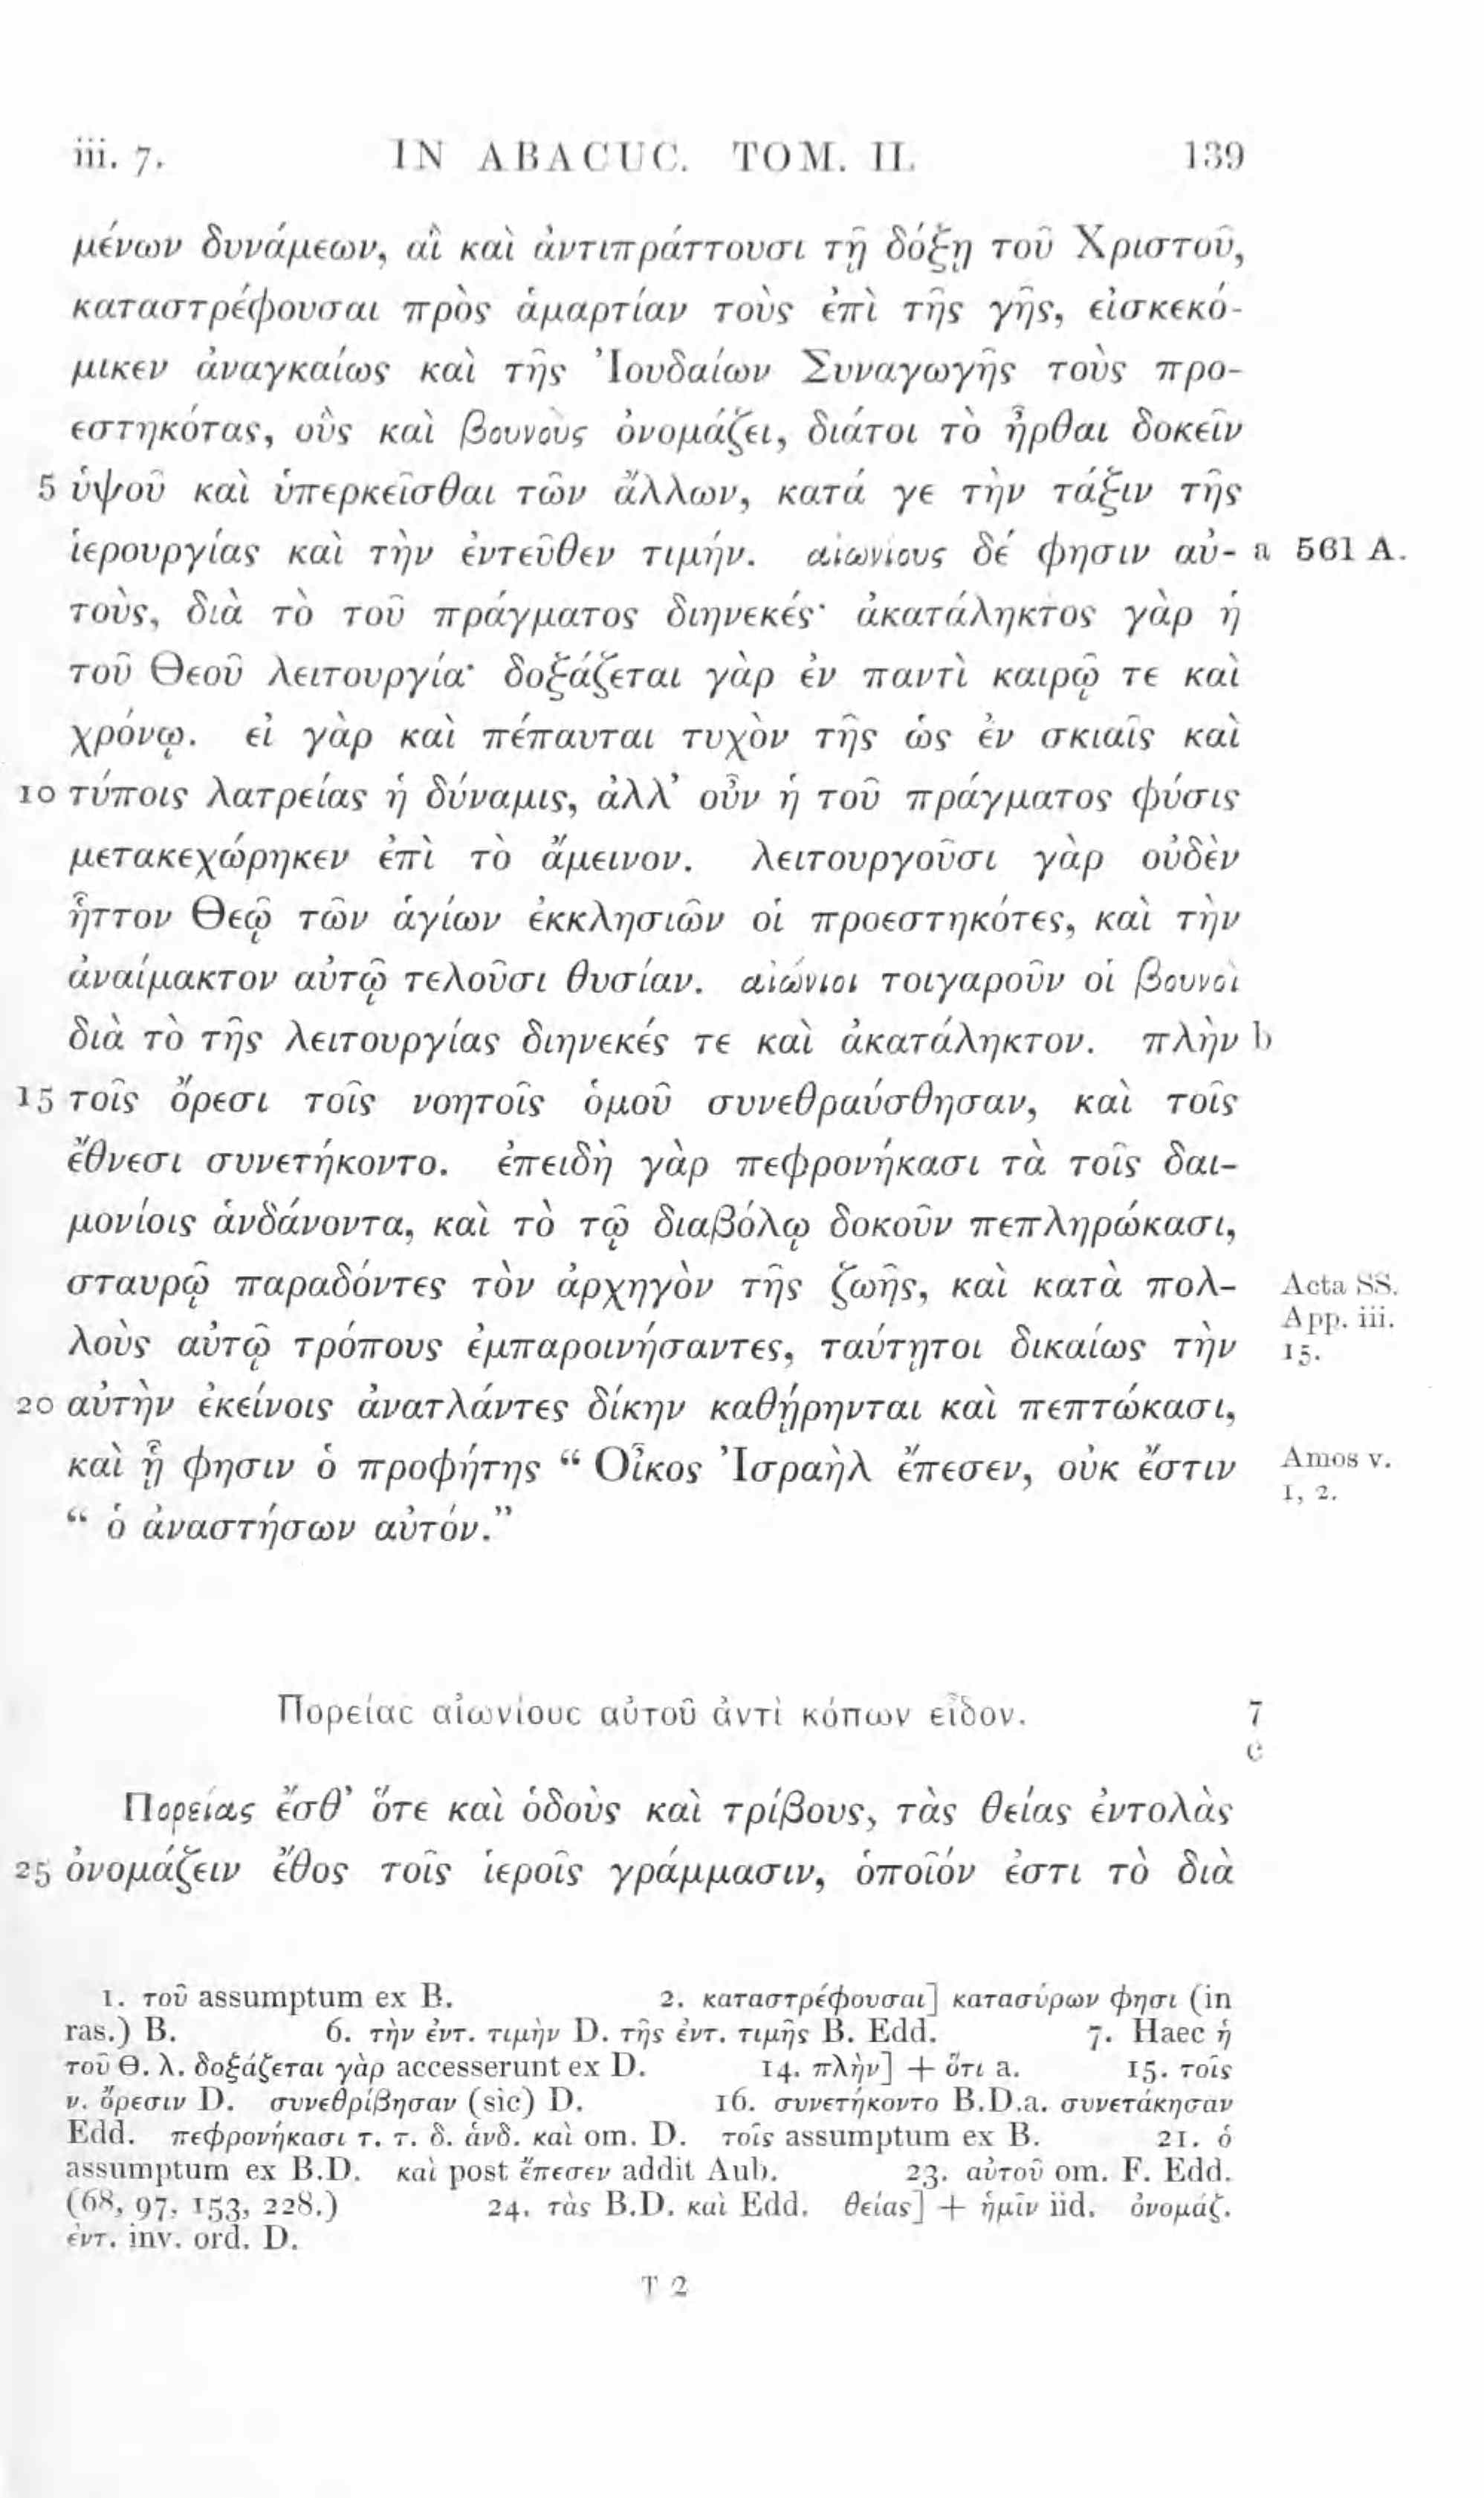 iii. 7. IN ABACUC. TOM. II. 139
μένων δυνάμεων, αἳ καὶ ἀντιπράττουσι τῇ δόξῃ τοῦ Χριστοῦ,
καταστρέφουσαι πρὸς ἁμαρτίαν τοὺς ἐπὶ τῆς γῆς, εἰσκεκό-
μικεν ἀναγκαίως καὶ τῆς Ἰουδαίων Συναγωγῆς τοὺς προ-
εστηκότας, οὓς καὶ βουνοὺς ὀνομάζει, διάτοι τὸ ἦρθαι δοκεῖν
5 ὑψοῦ καὶ ὑπερκεῖσθαι τῶν ἄλλων, κατά γε τὴν τάξιν τῆς
ἱερουργίας καὶ τὴν ἐντεῦθεν τιμήν. αἰωνίους δέ φησιν αὐ- a 561 A.
τοὺς, διὰ τὸ τοῦ πράγματος διηνεκές· ἀκατάληκτος γὰρ ἡ
τοῦ Θεοῦ λειτουργία· δοξάζεται γὰρ ἐν παντὶ καιρῷ τε καὶ
χρόνῳ. εἰ γὰρ καὶ πέπαυται τυχὸν τῆς ὡς ἐν σκιαῖς καὶ
10 τύποις λατρείας ἡ δύναμις, ἀλλ’ οὖν ἡ τοῦ πράγματος φύσις
μετακεχώρηκεν ἐπὶ τὸ ἄμεινον. λειτουργοῦσι γὰρ οὐδὲν
ἧττον Θεῷ τῶν ἁγίων ἐκκλησιῶν οἱ προεστηκότες, καὶ τὴν
ἀναίμακτον αὐτῷ τελοῦσι θυσίαν. αἰώνιοι τοιγαροῦν οἱ βουνοὶ
διὰ τὸ τῆς λειτουργίας διηνεκές τε καὶ ἀκατάληκτον. πλὴν b
15 τοῖς ὄρεσι τοῖς νοητοῖς ὁμοῦ συνεθραύσθησαν, καὶ τοῖς
ἔθνεσι συνετήκοντο. ἐπειδὴ γὰρ πεφρονήκασι τὰ τοῖς δαι-
μονίοις ἁνδάνοντα, καὶ τὸ τῷ διαβόλῳ δοκοῦν πεπληρώκασι,
σταυρῷ παραδόντες τὸν ἀρχηγὸν τῆς ζωῆς, καὶ κατὰ πολ- Acta SS.
App. iii.
λοὺς αὐτῷ τρόπους ἐμπαροινήσαντες, ταύτῃτοι δικαίως τὴν 15.
20 αὐτὴν ἐκείνοις ἀνατλάντες δίκην καθῄρηνται καὶ πεπτώκασι,
καὶ ᾗ φησιν ὁ προφήτης “ Οἶκος Ἰσραὴλ ἔπεσεν, οὐκ ἔστιν Amos v.
1, 2.
“ ὁ ἀναστήσων αὐτόν.”
Πορείας αἰωνίους αὐτοῦ ἀντὶ κόπων εἶδον. 7
c
Πορείας ἔσθ’ ὅτε καὶ ὁδοὺς καὶ τρίβους, τὰς θείας ἐντολὰς
25 ὀνομάζειν ἔθος τοῖς ἱεροῖς γράμμασιν, ὁποῖόν ἐστι τὸ διὰ
1. τοῦ assumptum ex B. 2. καταστρέφουσαι] κατασύρων φησι (in
ras.) B. 6. τὴν ἐντ. τιμὴν D. τῆς ἐντ. τιμῆς B. Edd. 7. Haec ἡ
τοῦ Θ. λ. δοξάζεται γὰρ accesserunt ex D. 14. πλὴν] + ὅτι a. 15. τοῖς
ν. ὄρεσιν D. συνεθρίβησαν (sic) D. 16. συνετήκοντο B.D.a. συνετάκησαν
Edd. πεφρονήκασι τ. τ. δ. ἁνδ. καὶ om. D. τοῖς assumptum ex B. 21. ὁ
assumptum ex B.D. καὶ post ἔπεσεν addit Aub. 23. αὐτοῦ om. F. Edd.
(68, 97, 153, 228.) 24. τὰς B.D. καὶ Edd. θείας] + ἡμῖν iid. ὀνομάζ.
ἐντ. inv. ord. D.
T 2